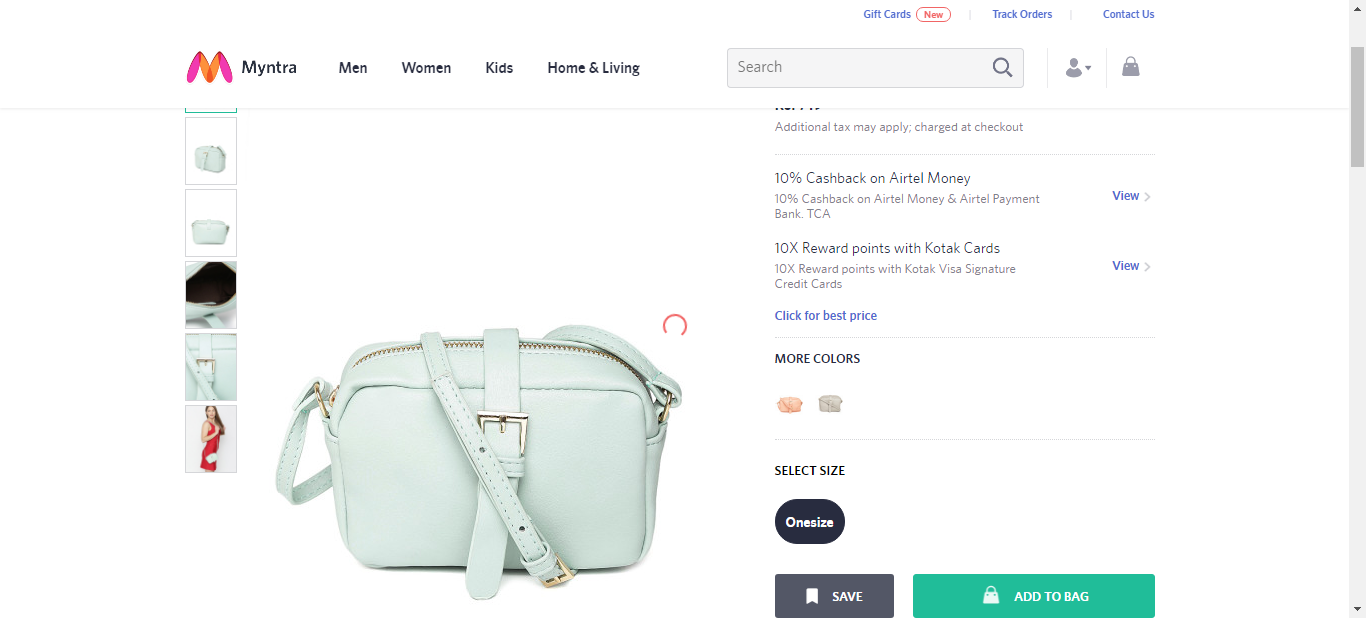 Gift Cards New Track Orders Contact Us
Myntra Men Women Kids Home & Living Search
Additional tax may apply; charged at checkout
10% Cashback on Airtel Money
10% Cashback on Airtel Money & Airtel Payment
Bank. TCA
View
10X Reward points with Kotak Cards
10X Reward points with Kotak Visa Signature
Credit Cards
View
Click for best price
MORE COLORS
SELECT SIZE
Onesize
SAVE ADD TO BAG